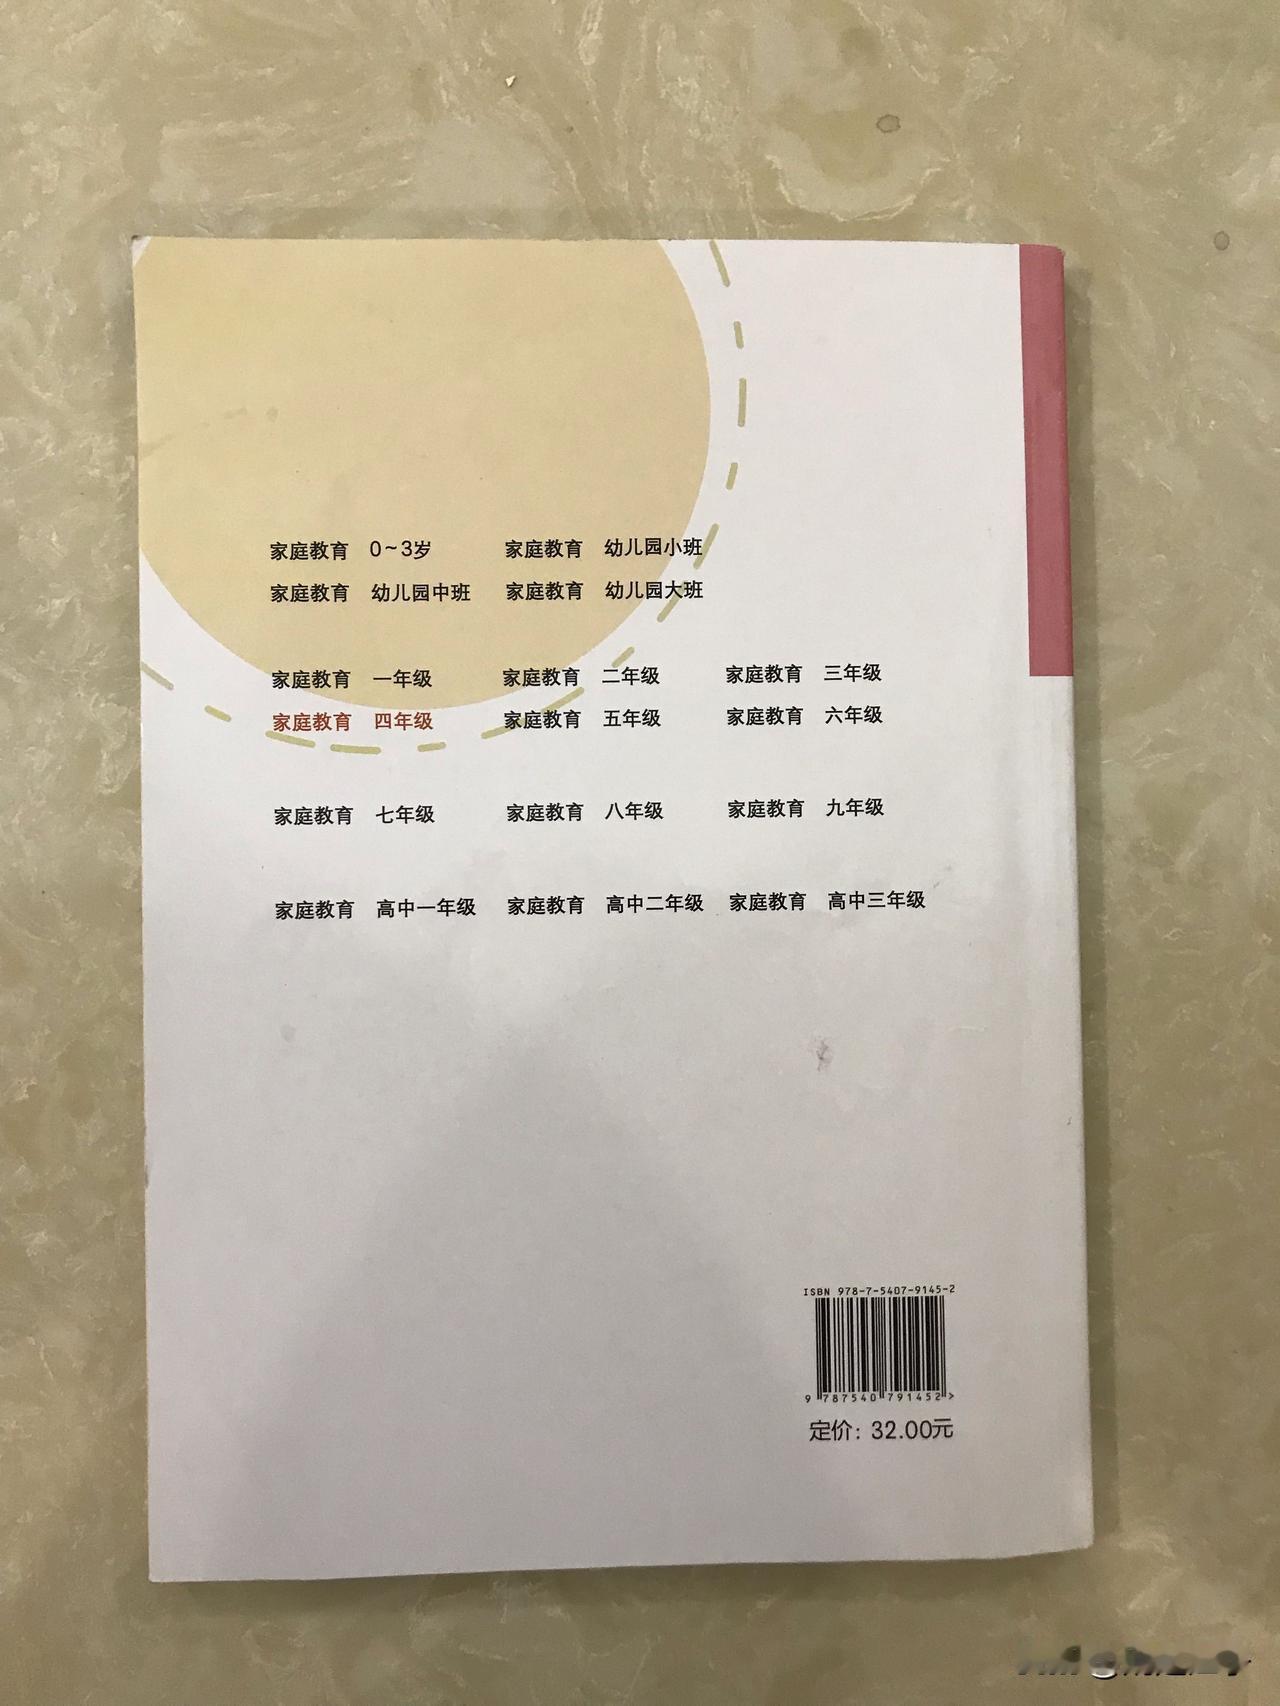 家庭教育 0~3岁 家庭教育 幼儿园小班
家庭教育 幼儿园中班 家庭教育 幼儿园大班
家庭教育 一年级 家庭教育 二年级 家庭教育 三年级
家庭教育 四年级 家庭教育 五年级 家庭教育 六年级
家庭教育 七年级 家庭教育 八年级 家庭教育 九年级
家庭教育 高中一年级 家庭教育 高中二年级 家庭教育 高中三年级
ISBN 978-7-5407-9145-2
9 787540 791452 >
定价：32.00元